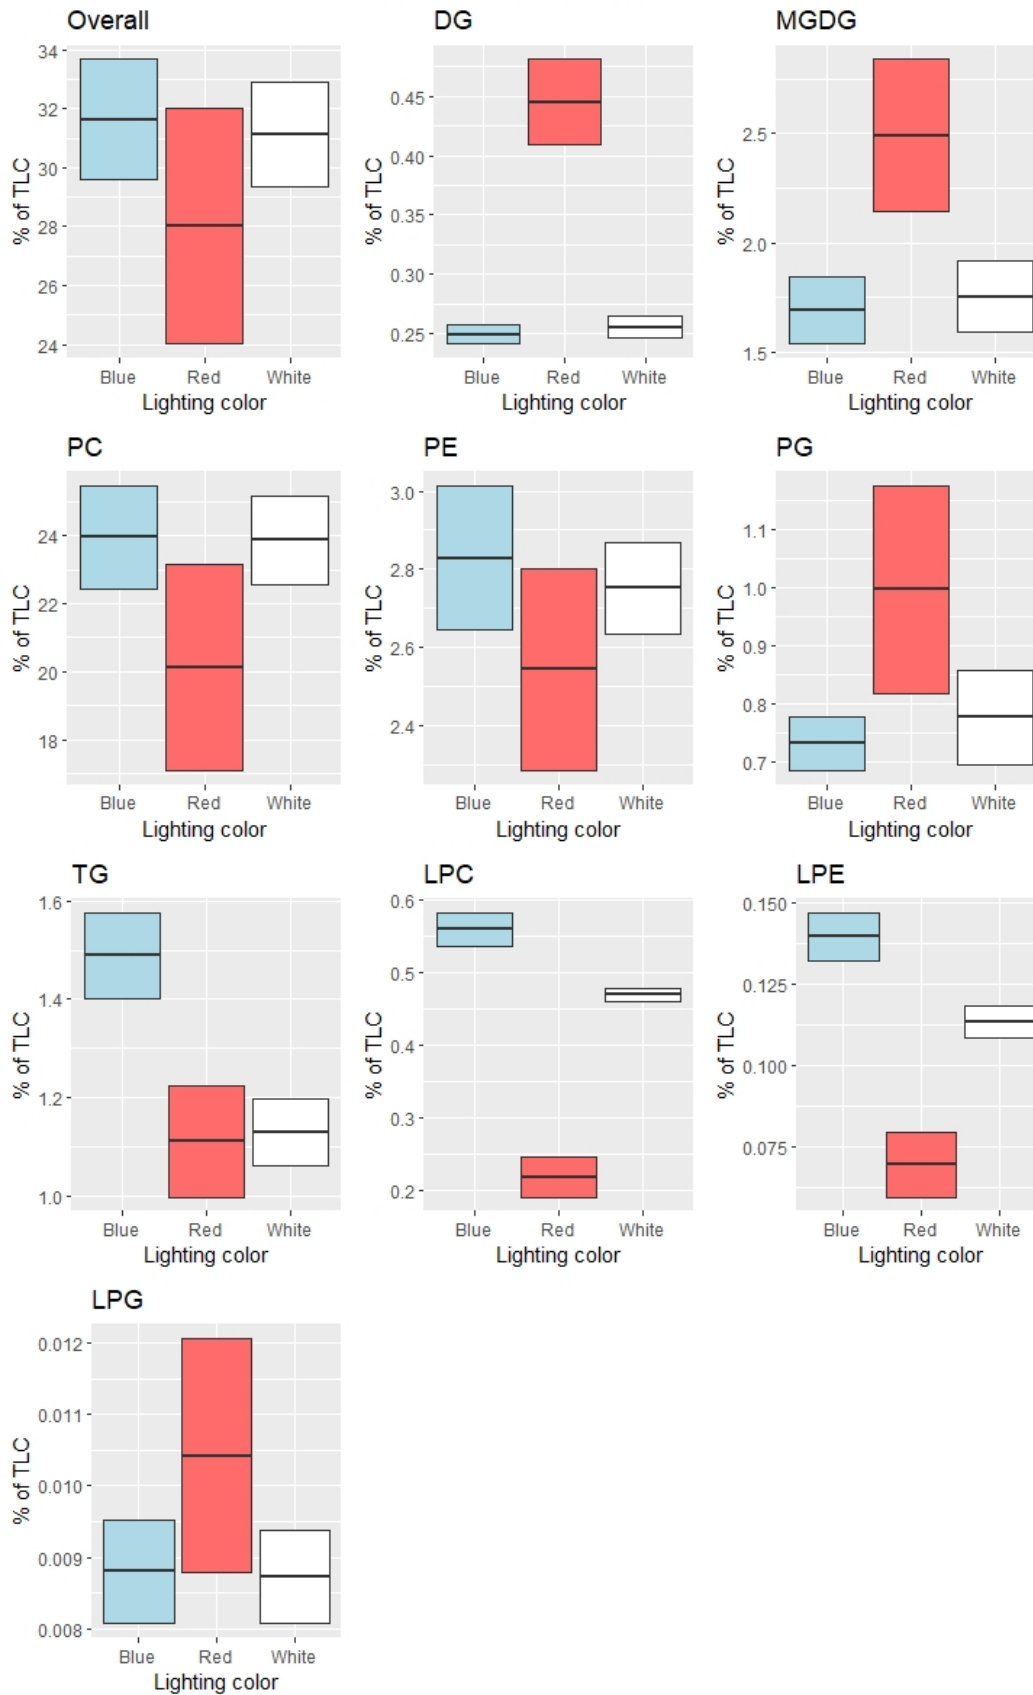 Overall
DG
MGDG
34
32
30
28
26
24
% of TLC
Blue Red White
Lighting color
0.45
0.40
0.35
0.30
0.25
% of TLC
Blue Red White
Lighting color
2.5
2.0
1.5
% of TLC
Blue Red White
Lighting color
PC
PE
PG
24
22
20
18
% of TLC
Blue Red White
Lighting color
3.0
2.8
2.6
2.4
% of TLC
Blue Red White
Lighting color
1.1
1.0
0.9
0.8
0.7
% of TLC
Blue Red White
Lighting color
TG
LPC
LPE
1.6
1.4
1.2
1.0
% of TLC
Blue Red White
Lighting color
0.6
0.5
0.4
0.3
0.2
% of TLC
Blue Red White
Lighting color
0.150
0.125
0.100
0.075
% of TLC
Blue Red White
Lighting color
LPG
0.012
0.011
0.010
0.009
0.008
% of TLC
Blue Red White
Lighting color